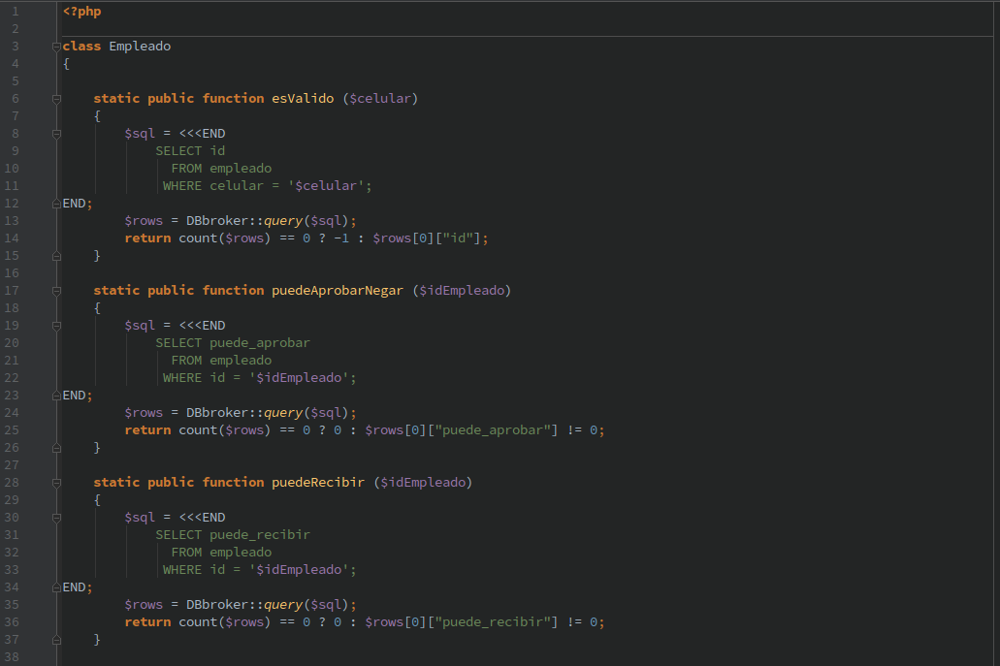 1 <?php
2
3 class Empleado
4 {
5
6     static public function esValido ($celular)
7     {
8         $sql = <<<END
9             SELECT id
10              FROM empleado
11             WHERE celular = '$celular';
12 END;
13         $rows = DBbroker::query($sql);
14         return count($rows) == 0 ? -1 : $rows[0]["id"];
15     }
16
17     static public function puedeAprobarNegar ($idEmpleado)
18     {
19         $sql = <<<END
20             SELECT puede_aprobar
21               FROM empleado
22              WHERE id = '$idEmpleado';
23 END;
24         $rows = DBbroker::query($sql);
25         return count($rows) == 0 ? 0 : $rows[0]["puede_aprobar"] != 0;
26     }
27
28     static public function puedeRecibir ($idEmpleado)
29     {
30         $sql = <<<END
31             SELECT puede_recibir
32               FROM empleado
33              WHERE id = '$idEmpleado';
34 END;
35         $rows = DBbroker::query($sql);
36         return count($rows) == 0 ? 0 : $rows[0]["puede_recibir"] != 0;
37     }
38